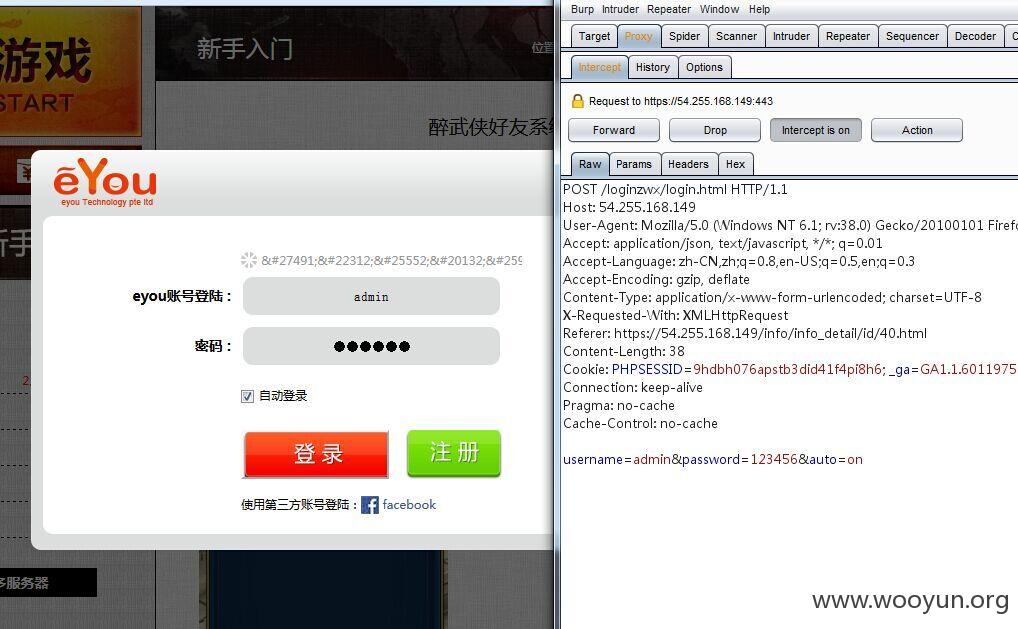 游戏
START
新手入门
位置
醉武侠好友系统
eYou
eyou Technology pte ltd
新手
&#27491;&#22312;&#25552;&#20132;&#259
eyou账号登陆：
admin
密码：
●●●●●●
自动登录
登 录
注 册
使用第三方账号登陆：
facebook
2
多服务器
Burp Intruder Repeater Window Help
Target Proxy Spider Scanner Intruder Repeater Sequencer Decoder C
Intercept History Options
Request to https://54.255.168.149:443
Forward Drop Intercept is on Action
Raw Params Headers Hex
POST /loginzwx/login.html HTTP/1.1
Host: 54.255.168.149
User-Agent: Mozilla/5.0 (Windows NT 6.1; rv:38.0) Gecko/20100101 Firefo
Accept: application/json, text/javascript, */*; q=0.01
Accept-Language: zh-CN,zh;q=0.8,en-US;q=0.5,en;q=0.3
Accept-Encoding: gzip, deflate
Content-Type: application/x-www-form-urlencoded; charset=UTF-8
X-Requested-With: XMLHttpRequest
Referer: https://54.255.168.149/info/info_detail/id/40.html
Content-Length: 38
Cookie: PHPSESSID=9hdbh076apstb3did41f4pi8h6; _ga=GA1.1.6011975
Connection: keep-alive
Pragma: no-cache
Cache-Control: no-cache
username=admin&password=123456&auto=on
www.wooyun.org